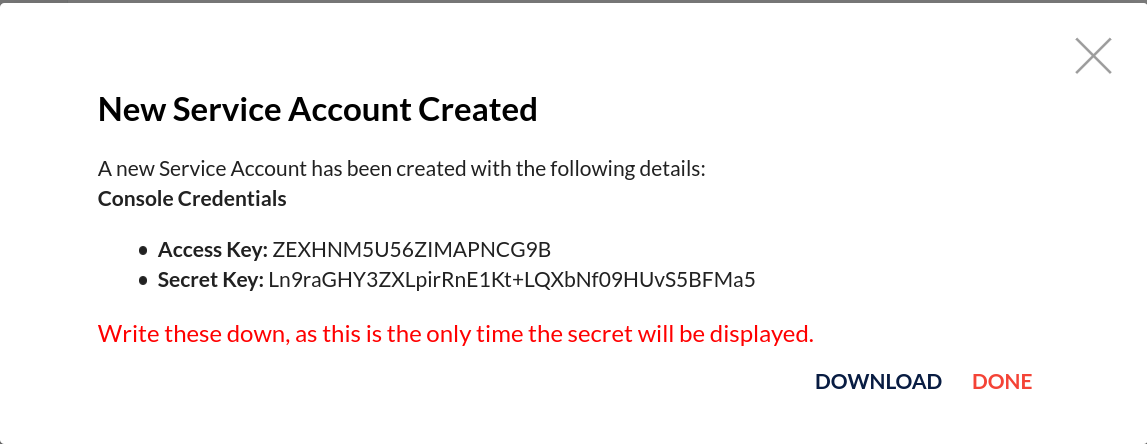 New Service Account Created
A new Service Account has been created with the following details:
Console Credentials
• Access Key: ZEXHNM5U56ZIMAPNCG9B
• Secret Key: Ln9raGHY3ZXLpirRnE1Kt+LQXbNf09HUvS5BFMa5
Write these down, as this is the only time the secret will be displayed.
DOWNLOAD DONE